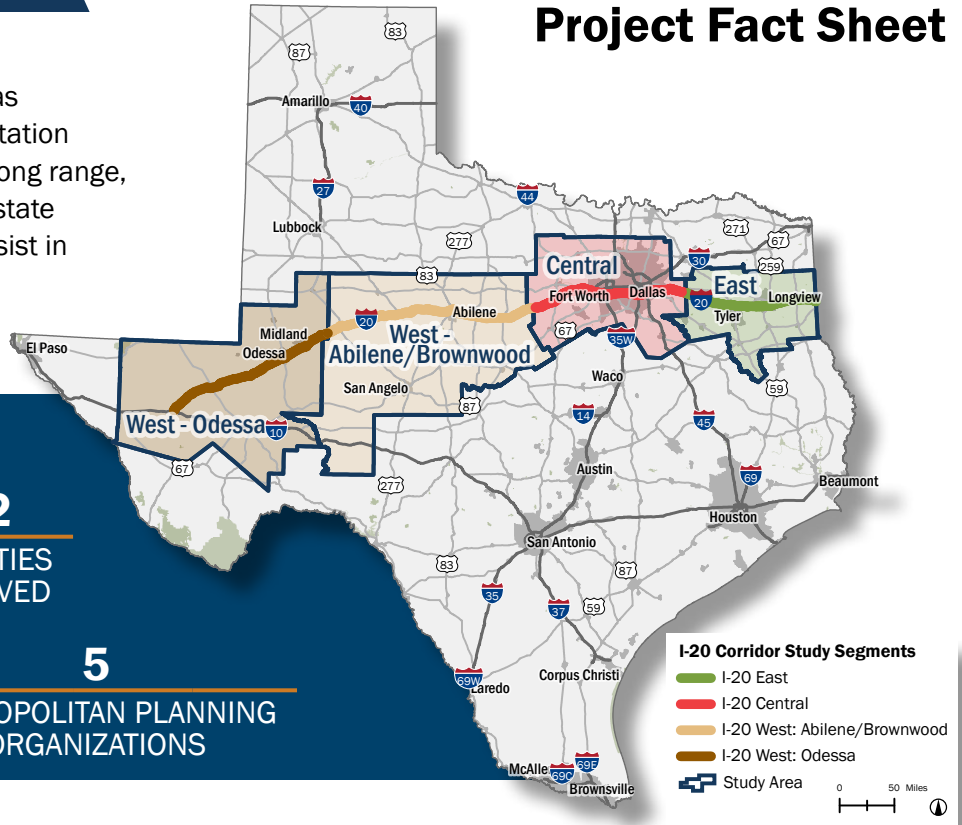 Project Fact Sheet
as
tation
ong range,
state
sist in
2
TIES
VED
5
OPOLITAN PLANNING
ORGANIZATIONS
83
87
Amarillo
40
27
44
Lubbock
277
271
67
30
259
83
Central
East
20
Fort Worth
Dallas
Longview
Tyler
20
Abilene
West -
Abilene/Brownwood
67
35W
Midland
Odessa
El Paso
San Angelo
87
Waco
59
West - Odessa
10
14
45
67
277
Austin
69
Beaumont
Houston
San Antonio
83
87
35
37
59
69W
Laredo
Corpus Christi
McAlle
69C
69E
Brownsville
I-20 Corridor Study Segments
I-20 East
I-20 Central
I-20 West: Abilene/Brownwood
I-20 West: Odessa
Study Area
0 50 Miles